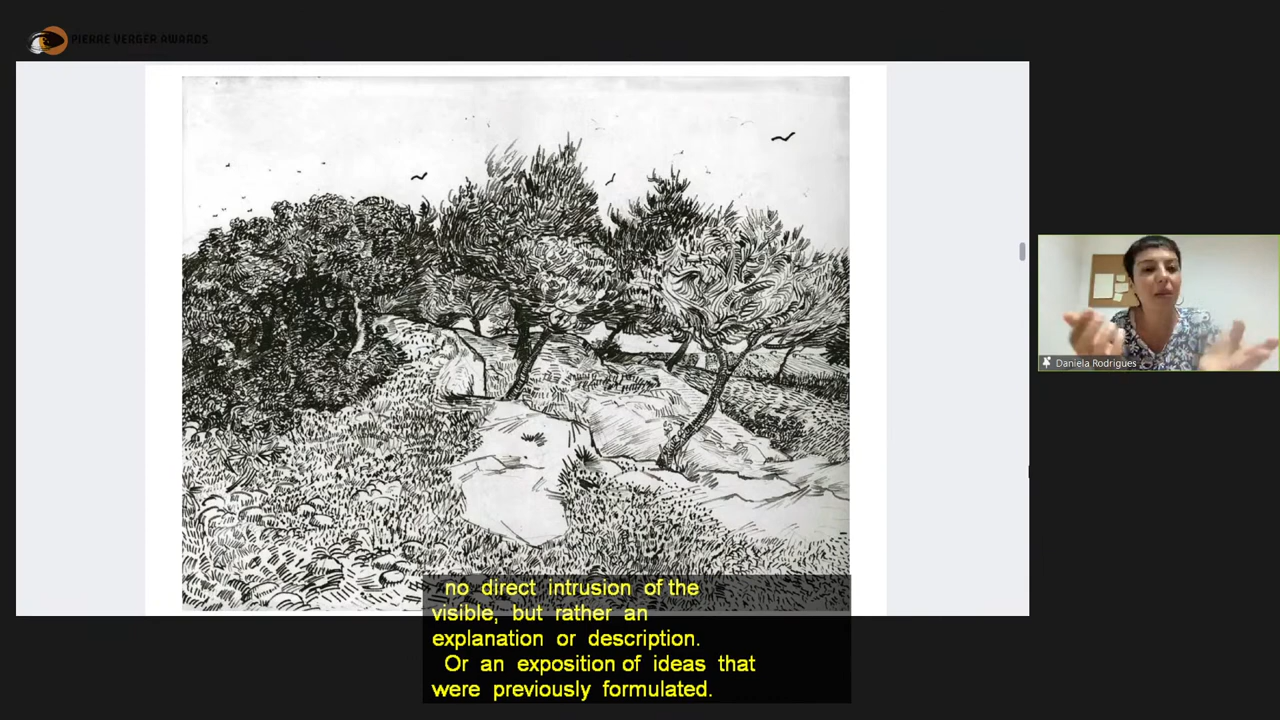 PIERRE VERGER AWARDS
Daniela Rodrigues
no direct intrusion of the
visible, but rather an
explanation or description.
Or an exposition of ideas that
were previously formulated.